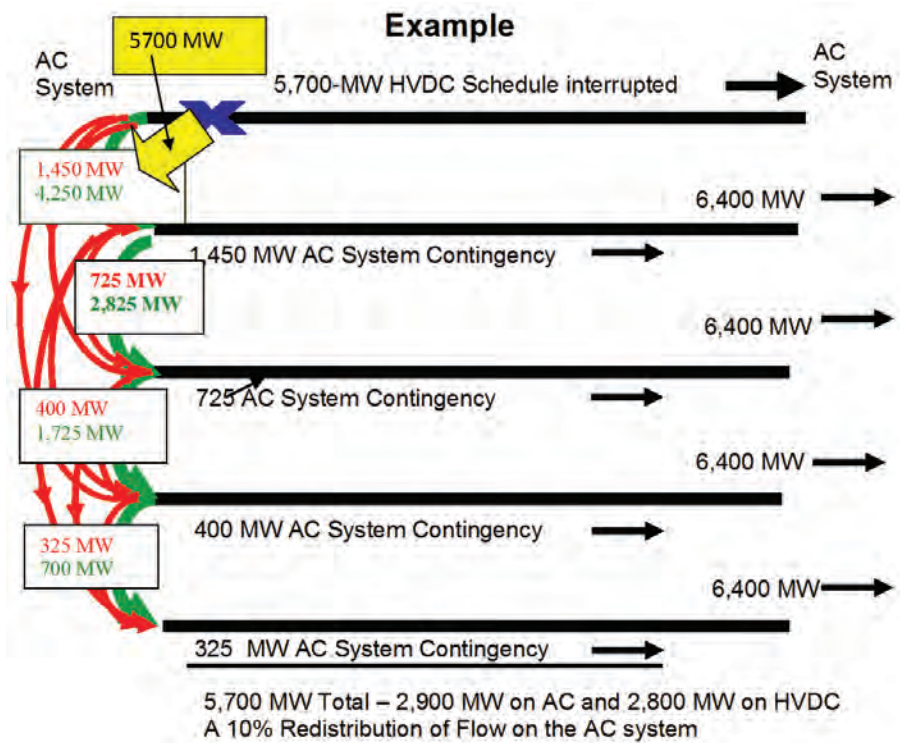 Example
5700 MW
AC
System
5,700-MW HVDC Schedule interrupted
AC
System
1,450 MW
4,250 MW
6,400 MW
1,450 MW AC System Contingency
725 MW
2,825 MW
6,400 MW
725 AC System Contingency
400 MW
1,725 MW
6,400 MW
400 MW AC System Contingency
325 MW
700 MW
6,400 MW
325 MW AC System Contingency
5,700 MW Total – 2,900 MW on AC and 2,800 MW on HVDC
A 10% Redistribution of Flow on the AC system